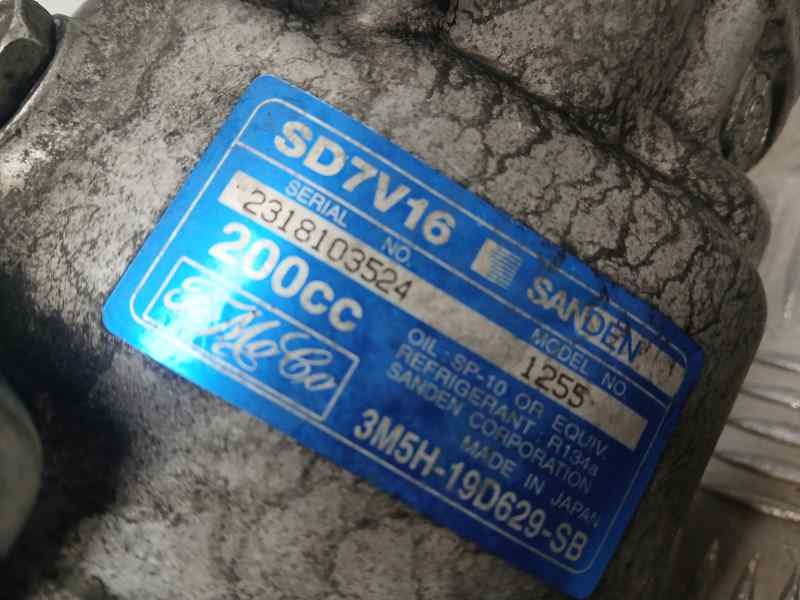 SD7V16 SANDEN
SERIAL NO. MODEL NO.
2318103524 1255
200cc
FoMoCo
OIL : SP-10 OR EQUIV.
REFRIGERANT : R134a
SANDEN CORPORATION
MADE IN JAPAN
3M5H-19D629-SB